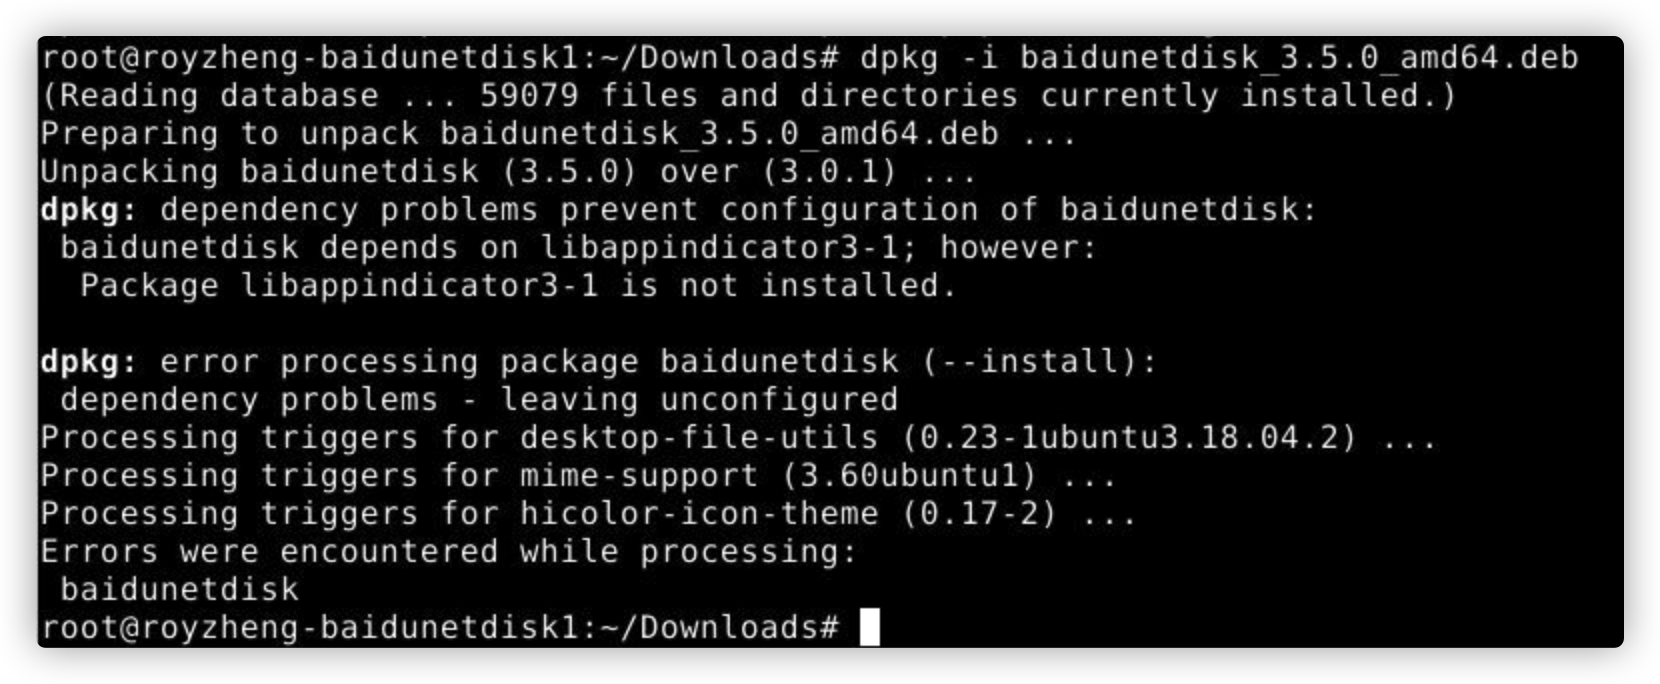 root@royzheng-baidunetdisk1:~/Downloads# dpkg -i baidunetdisk_3.5.0_amd64.deb
(Reading database ... 59079 files and directories currently installed.)
Preparing to unpack baidunetdisk_3.5.0_amd64.deb ...
Unpacking baidunetdisk (3.5.0) over (3.0.1) ...
dpkg: dependency problems prevent configuration of baidunetdisk:
 baidunetdisk depends on libappindicator3-1; however:
  Package libappindicator3-1 is not installed.

dpkg: error processing package baidunetdisk (--install):
 dependency problems - leaving unconfigured
Processing triggers for desktop-file-utils (0.23-1ubuntu3.18.04.2) ...
Processing triggers for mime-support (3.60ubuntu1) ...
Processing triggers for hicolor-icon-theme (0.17-2) ...
Errors were encountered while processing:
 baidunetdisk
root@royzheng-baidunetdisk1:~/Downloads#